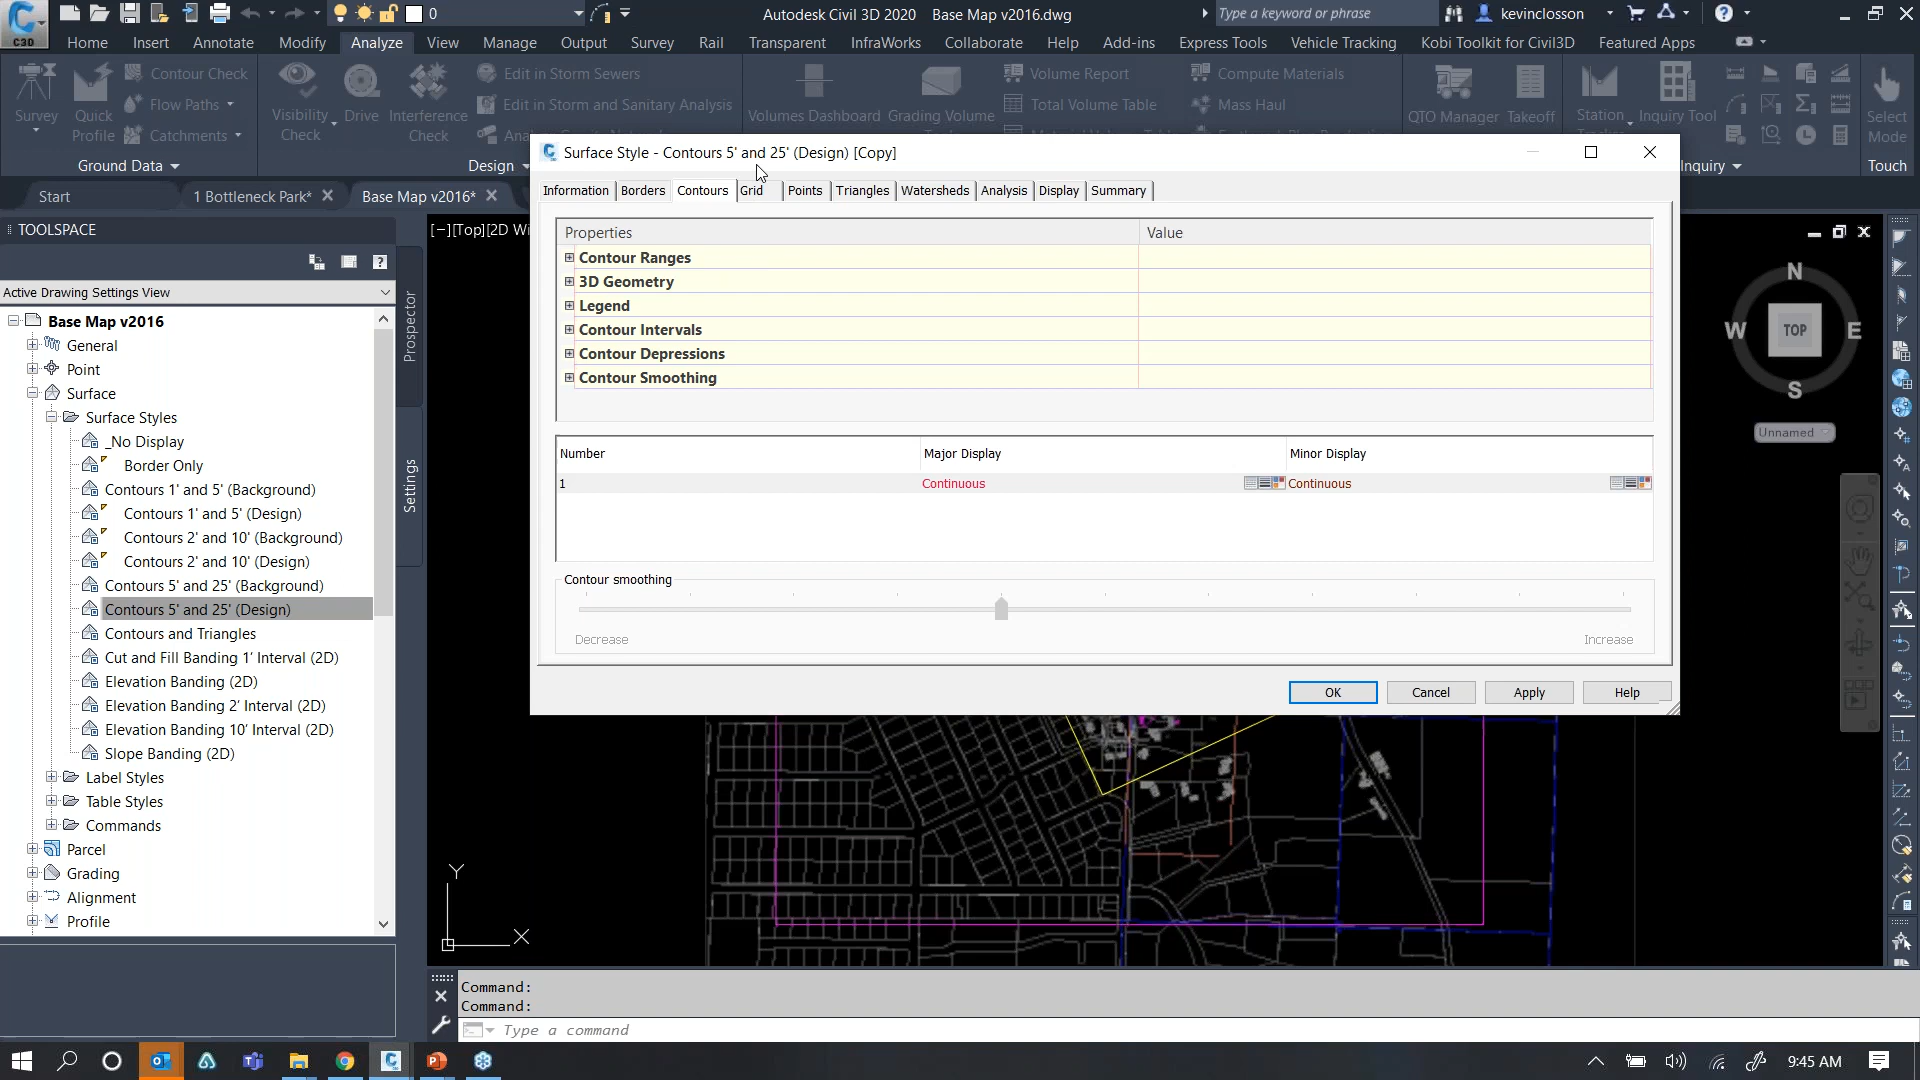 C3D
0
Autodesk Civil 3D 2020 Base Map v2016.dwg
Type a keyword or phrase
kevinclosson
Home Insert Annotate Modify Analyze View Manage Output Survey Rail Transparent InfraWorks Collaborate Help Add-ins Express Tools Vehicle Tracking Kobi Toolkit for Civil3D Featured Apps
Survey
Quick Profile
Contour Check
Flow Paths
Catchments
Ground Data
Visibility Check
Drive
Interference Check
Edit in Storm Sewers
Edit in Storm and Sanitary Analysis
Design
Volumes Dashboard
Grading Volume
Volume Report
Total Volume Table
Compute Materials
Mass Haul
QTO Manager
Takeoff
Station
Inquiry Tool
Inquiry
Select Mode
Touch
Start
1 Bottleneck Park*
Base Map v2016*
TOOLSPACE
Active Drawing Settings View
Base Map v2016
General
Point
Surface
Surface Styles
_No Display
Border Only
Contours 1' and 5' (Background)
Contours 1' and 5' (Design)
Contours 2' and 10' (Background)
Contours 2' and 10' (Design)
Contours 5' and 25' (Background)
Contours 5' and 25' (Design)
Contours and Triangles
Cut and Fill Banding 1' Interval (2D)
Elevation Banding (2D)
Elevation Banding 2' Interval (2D)
Elevation Banding 10' Interval (2D)
Slope Banding (2D)
Label Styles
Table Styles
Commands
Parcel
Grading
Alignment
Profile
Prospector
Settings
[−][Top][2D Wi
Surface Style - Contours 5' and 25' (Design) [Copy]
Information Borders Contours Grid Points Triangles Watersheds Analysis Display Summary
Properties Value
Contour Ranges
3D Geometry
Legend
Contour Intervals
Contour Depressions
Contour Smoothing
Number Major Display Minor Display
1 Continuous Continuous
Contour smoothing
Decrease Increase
OK Cancel Apply Help
N
W TOP E
S
Unnamed
Y
X
Command:
Command:
Type a command
9:45 AM